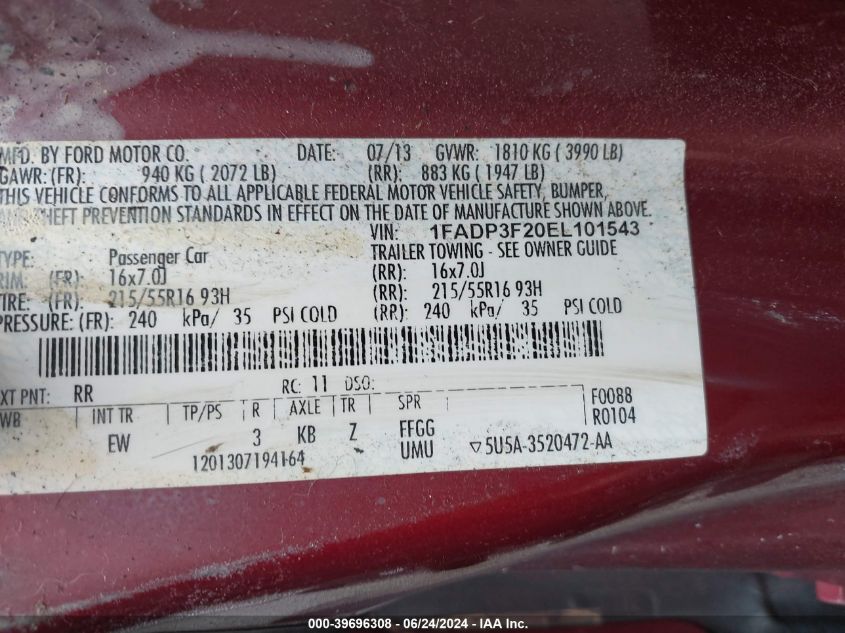 MFD. BY FORD MOTOR CO. DATE: 07/13 GVWR: 1810 KG ( 3990 LB)
GAWR: (FR): 940 KG ( 2072 LB) (RR): 883 KG ( 1947 LB)
THIS VEHICLE CONFORMS TO ALL APPLICABLE FEDERAL MOTOR VEHICLE SAFETY, BUMPER,
THEFT PREVENTION STANDARDS IN EFFECT ON THE DATE OF MANUFACTURE SHOWN ABOVE.
VIN: 1FADP3F20EL101543
TYPE: Passenger Car TRAILER TOWING - SEE OWNER GUIDE
RIM: (FR): 16x7.0J (RR): 16x7.0J
TIRE: (FR): 215/55R16 93H (RR): 215/55R16 93H
PRESSURE: (FR): 240 kPa/ 35 PSI COLD (RR): 240 kPa/ 35 PSI COLD
EXT PNT: RR RC: 11 DSO:
WB INT TR TP/PS R AXLE TR SPR F0088
EW 3 KB Z FFGG R0104
UMU ▽5U5A-3520472-AA
1201307194164
000-39696308 - 06/24/2024 - IAA Inc.